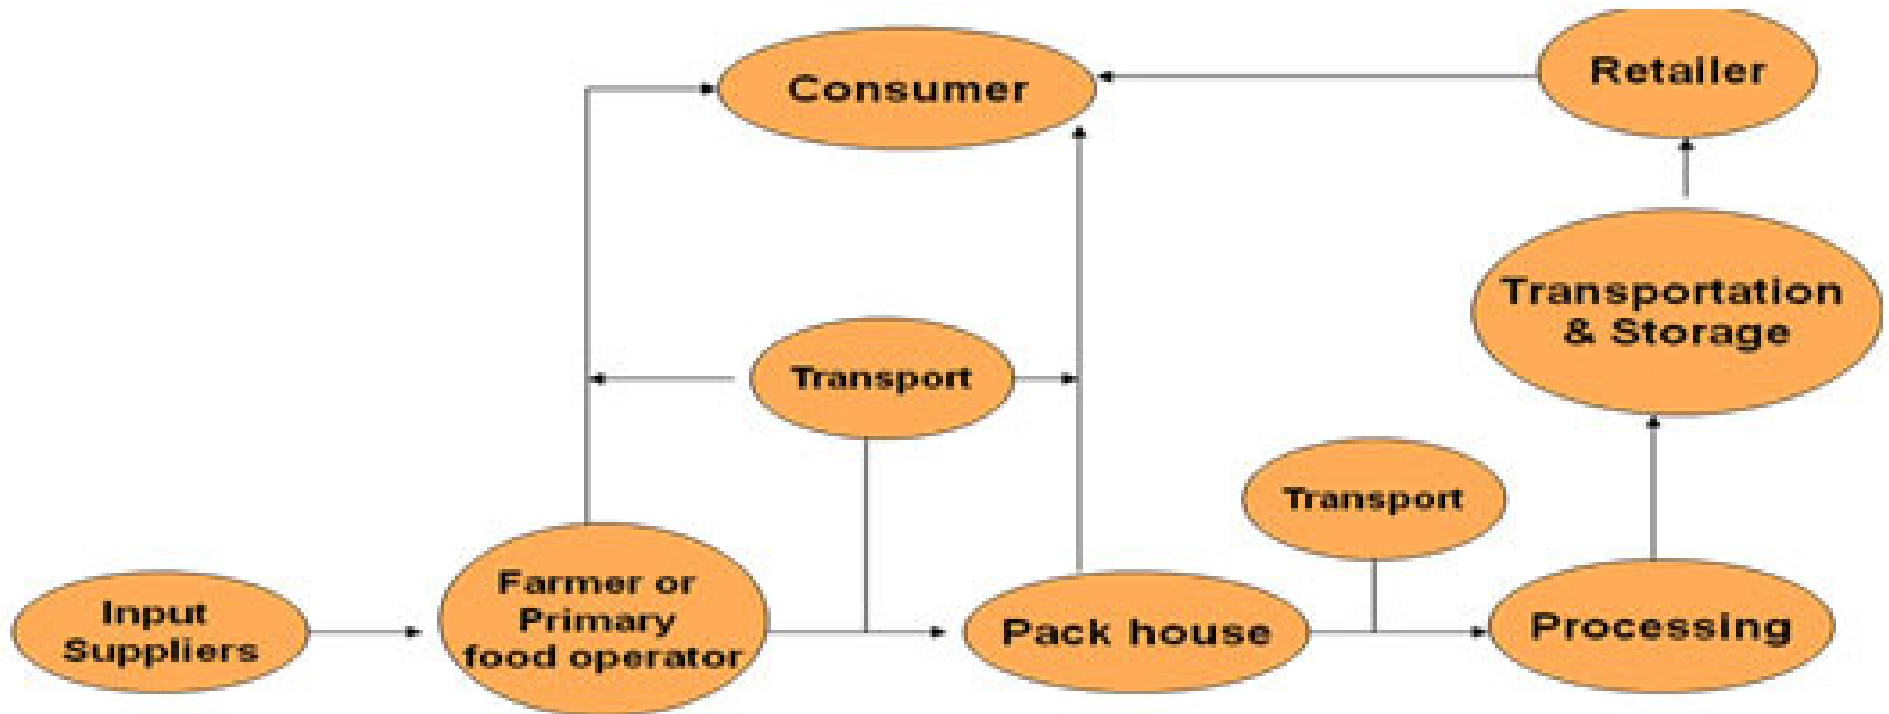 Consumer
Retailer
Transportation
& Storage
Transport
Transport
Input
Suppliers
Farmer or
Primary
food operator
Pack house
Processing